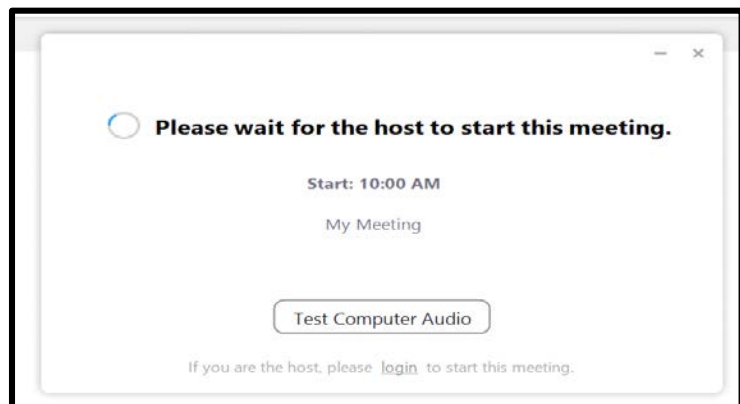 Please wait for the host to start this meeting.
Start: 10:00 AM
My Meeting
Test Computer Audio
If you are the host, please login to start this meeting.